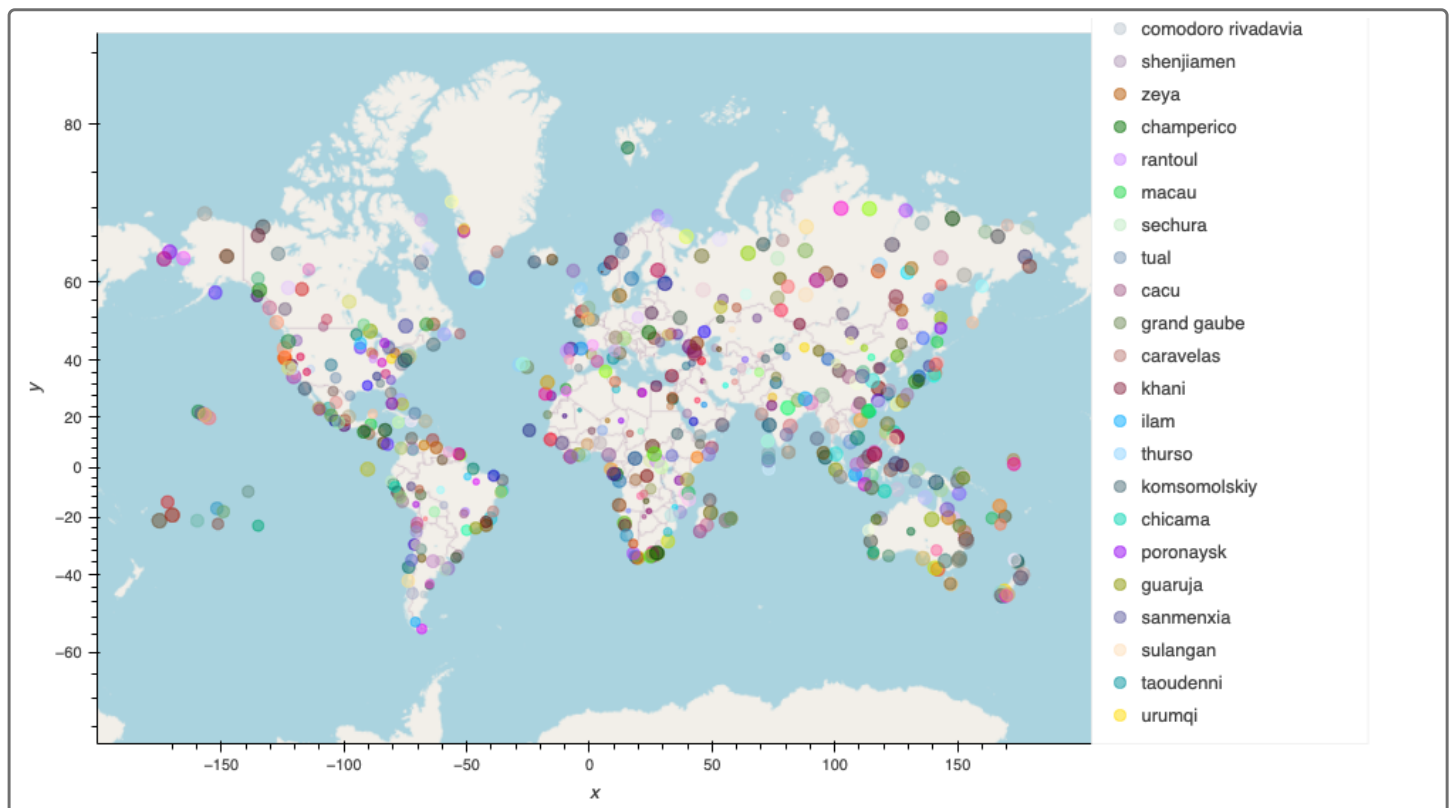 80
60
40
20
0
−20
−40
−60
y
−150
−100
−50
0
50
100
150
x
comodoro rivadavia
shenjiamen
zeya
champerico
rantoul
macau
sechura
tual
cacu
grand gaube
caravelas
khani
ilam
thurso
komsomolskiy
chicama
poronaysk
guaruja
sanmenxia
sulangan
taoudenni
urumqi